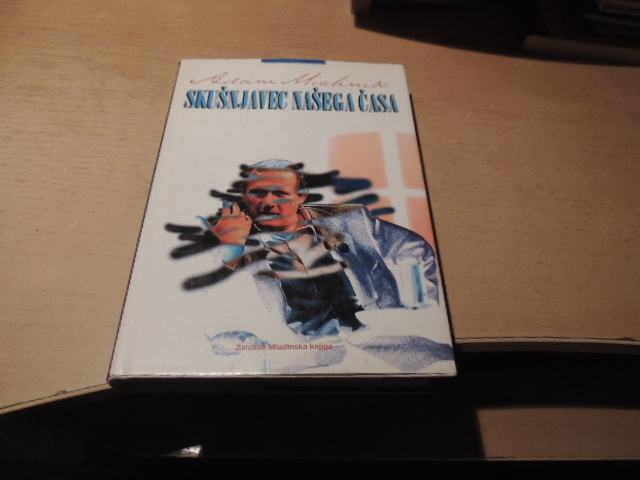 Adam Michnik
SKUŠNJAVEC NAŠEGA ČASA
Založba Mladinska knjiga